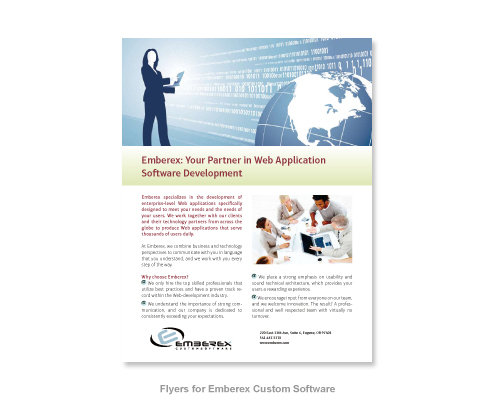 Emberex: Your Partner in Web Application
Software Development
Emberex specializes in the development of
enterprise-level Web applications specifically
designed to meet your needs and the needs of
your users. We work together with our clients
and their technology partners from across the
globe to produce Web applications that serve
thousands of users daily.
At Emberex, we combine business and technology
perspectives to communicate with you in language
that you understand, and we work with you every
step of the way.
Why choose Emberex?
We only hire the top skilled professionals that
utilize best practices and have a proven track re-
cord within the Web-development industry.
We understand the importance of strong com-
munication, and our company is dedicated to
consistently exceeding your expectations.
We place a strong emphasis on usability and
sound technical architecture, which provides your
users a rewarding experience.
We encourage input from everyone on our team,
and we welcome innovation. The result? A profes-
sional and well respected team with virtually no
turnover.
EMBEREX
CUSTOM SOFTWARE
www.emberex.com
Flyers for Emberex Custom Software